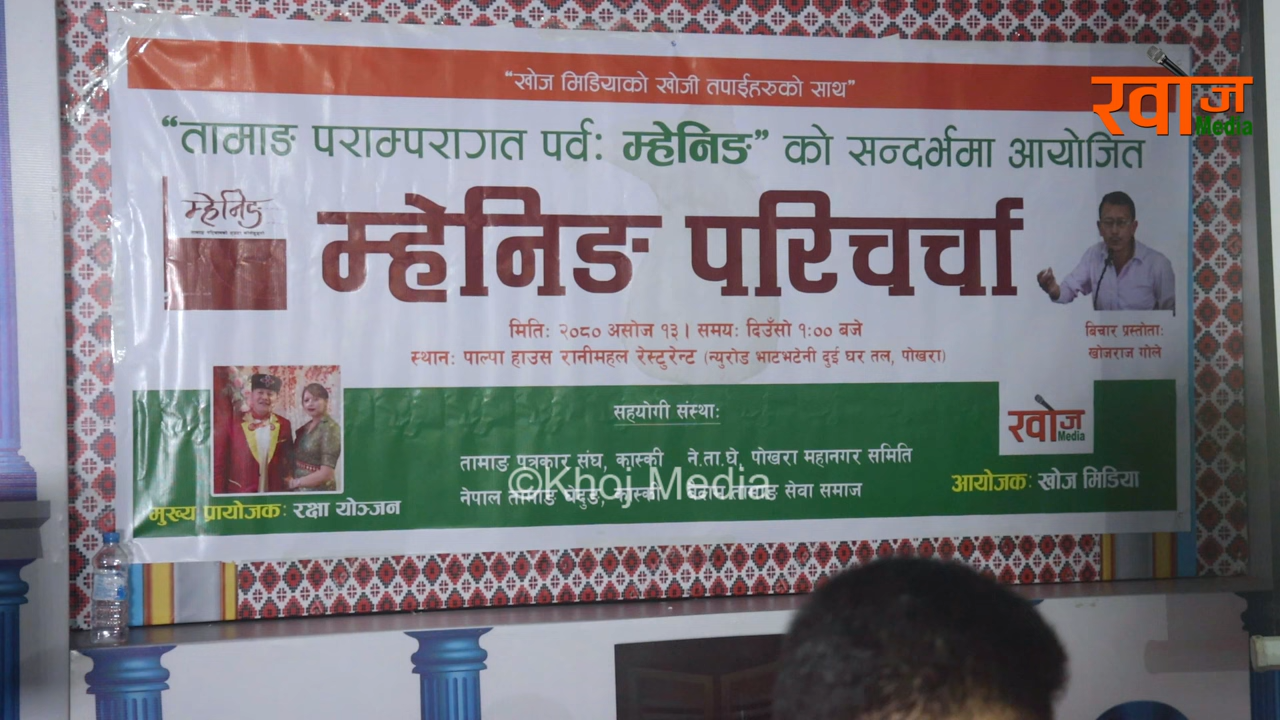 "खोज मिडियाको खोजी तपाईहरुको साथ"
खोज
Media
"तामाङ पराम्परागत पर्वः म्हेनिङ" को सन्दर्भमा आयोजित
म्हेनिङ
म्हेनिङ परिचर्चा
मितिः २०८० असोज १३ । समयः दिउँसो १:०० बजे
स्थानः पाल्पा हाउस रानीमहल रेस्टुरेन्ट (न्युरोड भाटभटेनी दुई घर तल, पोखरा)
बिचार प्रस्तोताः
खोजराज गोले
सहयोगी संस्थाः
तामाङ पत्रकार संघ, कास्की ने.ता.घे. पोखरा महानगर समिति
नेपाल तामाङ घेदुङ, कास्की तामाङ सेवा समाज
©Khoj Media
मुख्य प्रायोजकः रक्षा योञ्जन
खोज
Media
आयोजकः खोज मिडिया